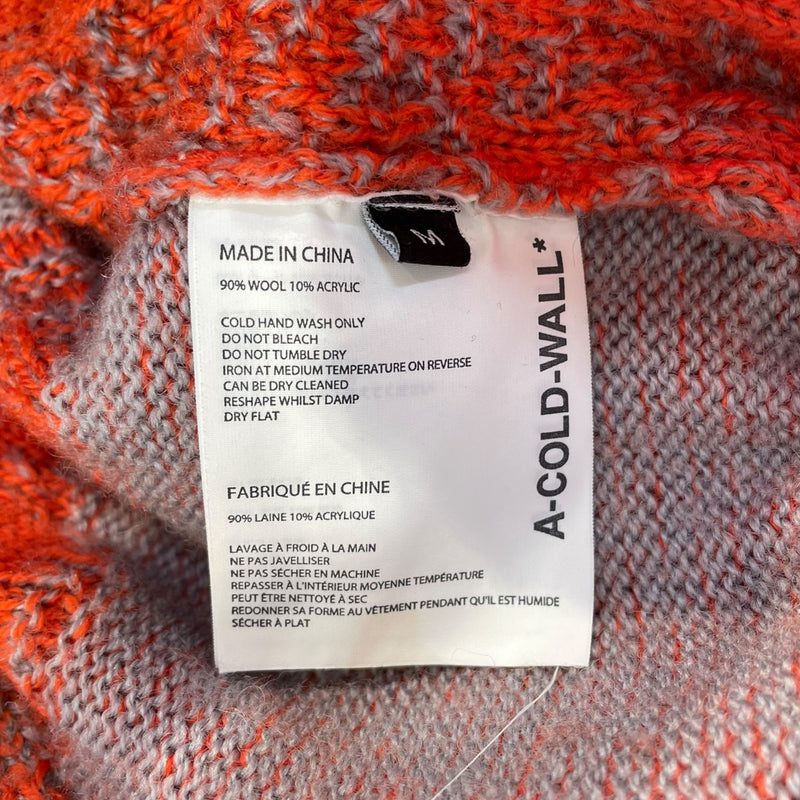 M
MADE IN CHINA
90% WOOL 10% ACRYLIC
COLD HAND WASH ONLY
DO NOT BLEACH
DO NOT TUMBLE DRY
IRON AT MEDIUM TEMPERATURE ON REVERSE
CAN BE DRY CLEANED
RESHAPE WHILST DAMP
DRY FLAT
FABRIQUÉ EN CHINE
90% LAINE 10% ACRYLIQUE
LAVAGE À FROID À LA MAIN
NE PAS JAVELLISER
NE PAS SÉCHER EN MACHINE
REPASSER À L'INTÉRIEUR MOYENNE TEMPÉRATURE
PEUT ÊTRE NETTOYÉ À SEC
REDONNER SA FORME AU VÊTEMENT PENDANT QU'IL EST HUMIDE
SÉCHER À PLAT
A-COLD-WALL*